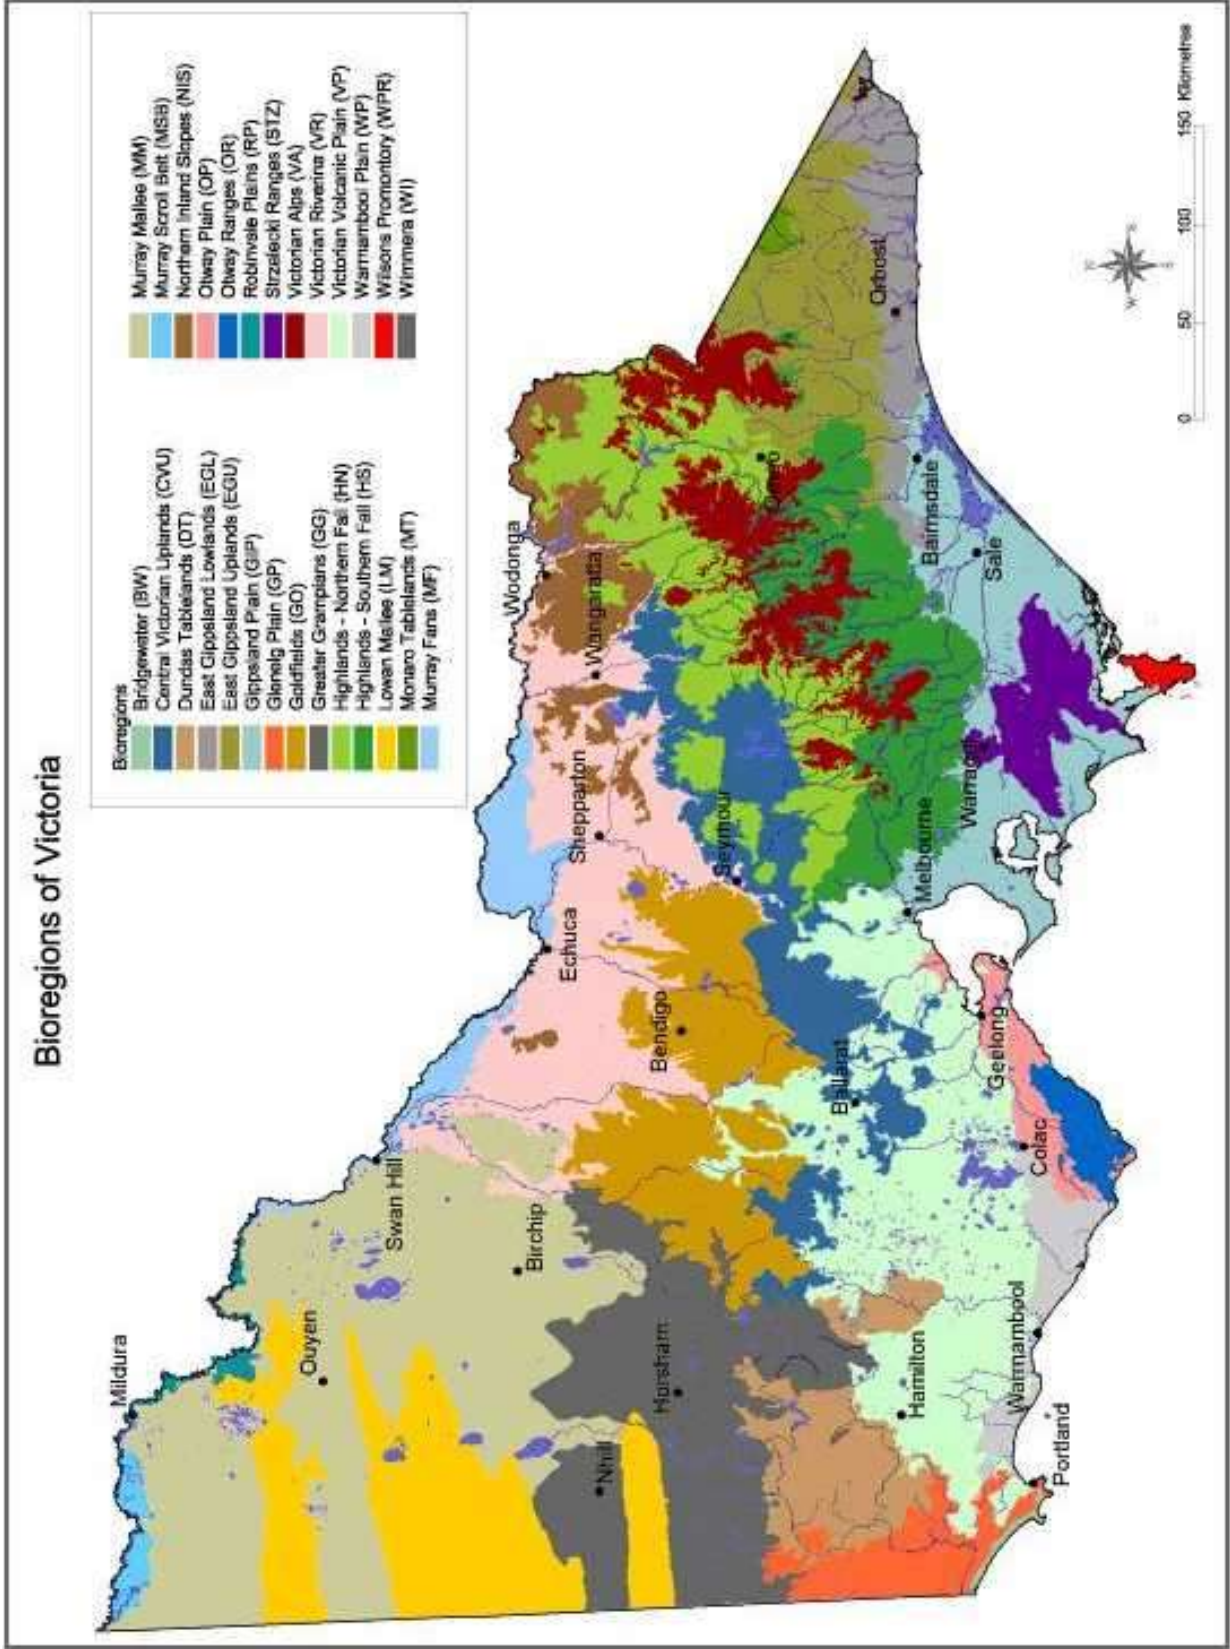 Bioregions of Victoria
Bioregions
Bridgewater (BW)
Central Victorian Uplands (CVU)
Dundas Tablelands (DT)
East Gippsland Lowlands (EGL)
East Gippsland Uplands (EGU)
Gippsland Plain (GIP)
Glenelg Plain (GP)
Goldfields (GO)
Greater Grampians (GG)
Highlands - Northern Fall (HN)
Highlands - Southern Fall (HS)
Lowan Mallee (LM)
Monaro Tablelands (MT)
Murray Fans (MF)
Murray Mallee (MM)
Murray Scroll Belt (MSB)
Northern Inland Slopes (NIS)
Otway Plain (OP)
Otway Ranges (OR)
Robinvale Plains (RP)
Strzelecki Ranges (STZ)
Victorian Alps (VA)
Victorian Riverina (VR)
Victorian Volcanic Plain (VP)
Warrnambool Plain (WP)
Wilsons Promontory (WPR)
Wimmera (WI)
Mildura
Ouyen
Swan Hill
Birchip
Nhill
Horsham
Echuca
Shepparton
Wodonga
Wangaratta
Bendigo
Seymour
Omeo
Ballarat
Melbourne
Hamilton
Warragul
Bairnsdale
Sale
Orbost
Geelong
Colac
Warrnambool
Portland
N
W
E
S
0 50 100 150 Kilometres